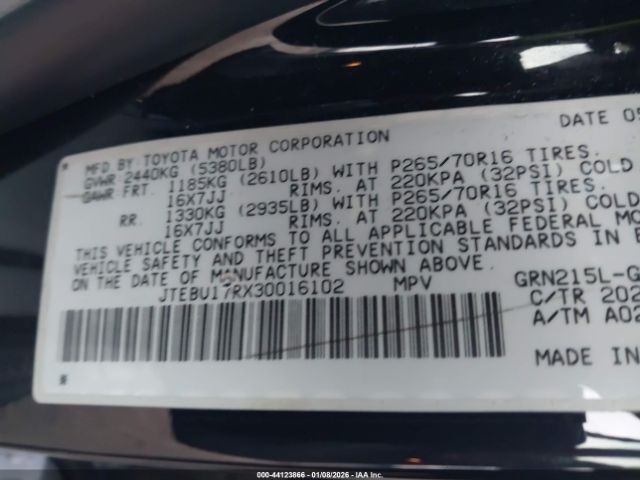 DATE 09
MFD BY TOYOTA MOTOR CORPORATION
GVWR 2440KG (5380LB)
GAWR FRT. 1185KG (2610LB) WITH P265/70R16 TIRES.
16X7JJ RIMS. AT 220KPA (32PSI) COLD
RR. 1330KG (2935LB) WITH P265/70R16 TIRES.
16X7JJ RIMS. AT 220KPA (32PSI) COLD
THIS VEHICLE CONFORMS TO ALL APPLICABLE FEDERAL MO
VEHICLE SAFETY AND THEFT PREVENTION STANDARDS IN E
ON THE DATE OF MANUFACTURE SHOWN ABOVE.
JTEBU17RX30016102 MPV GRN215L-G
C/TR 202
A/TM A02
MADE IN
000-44123866 - 01/08/2026 - IAA Inc.